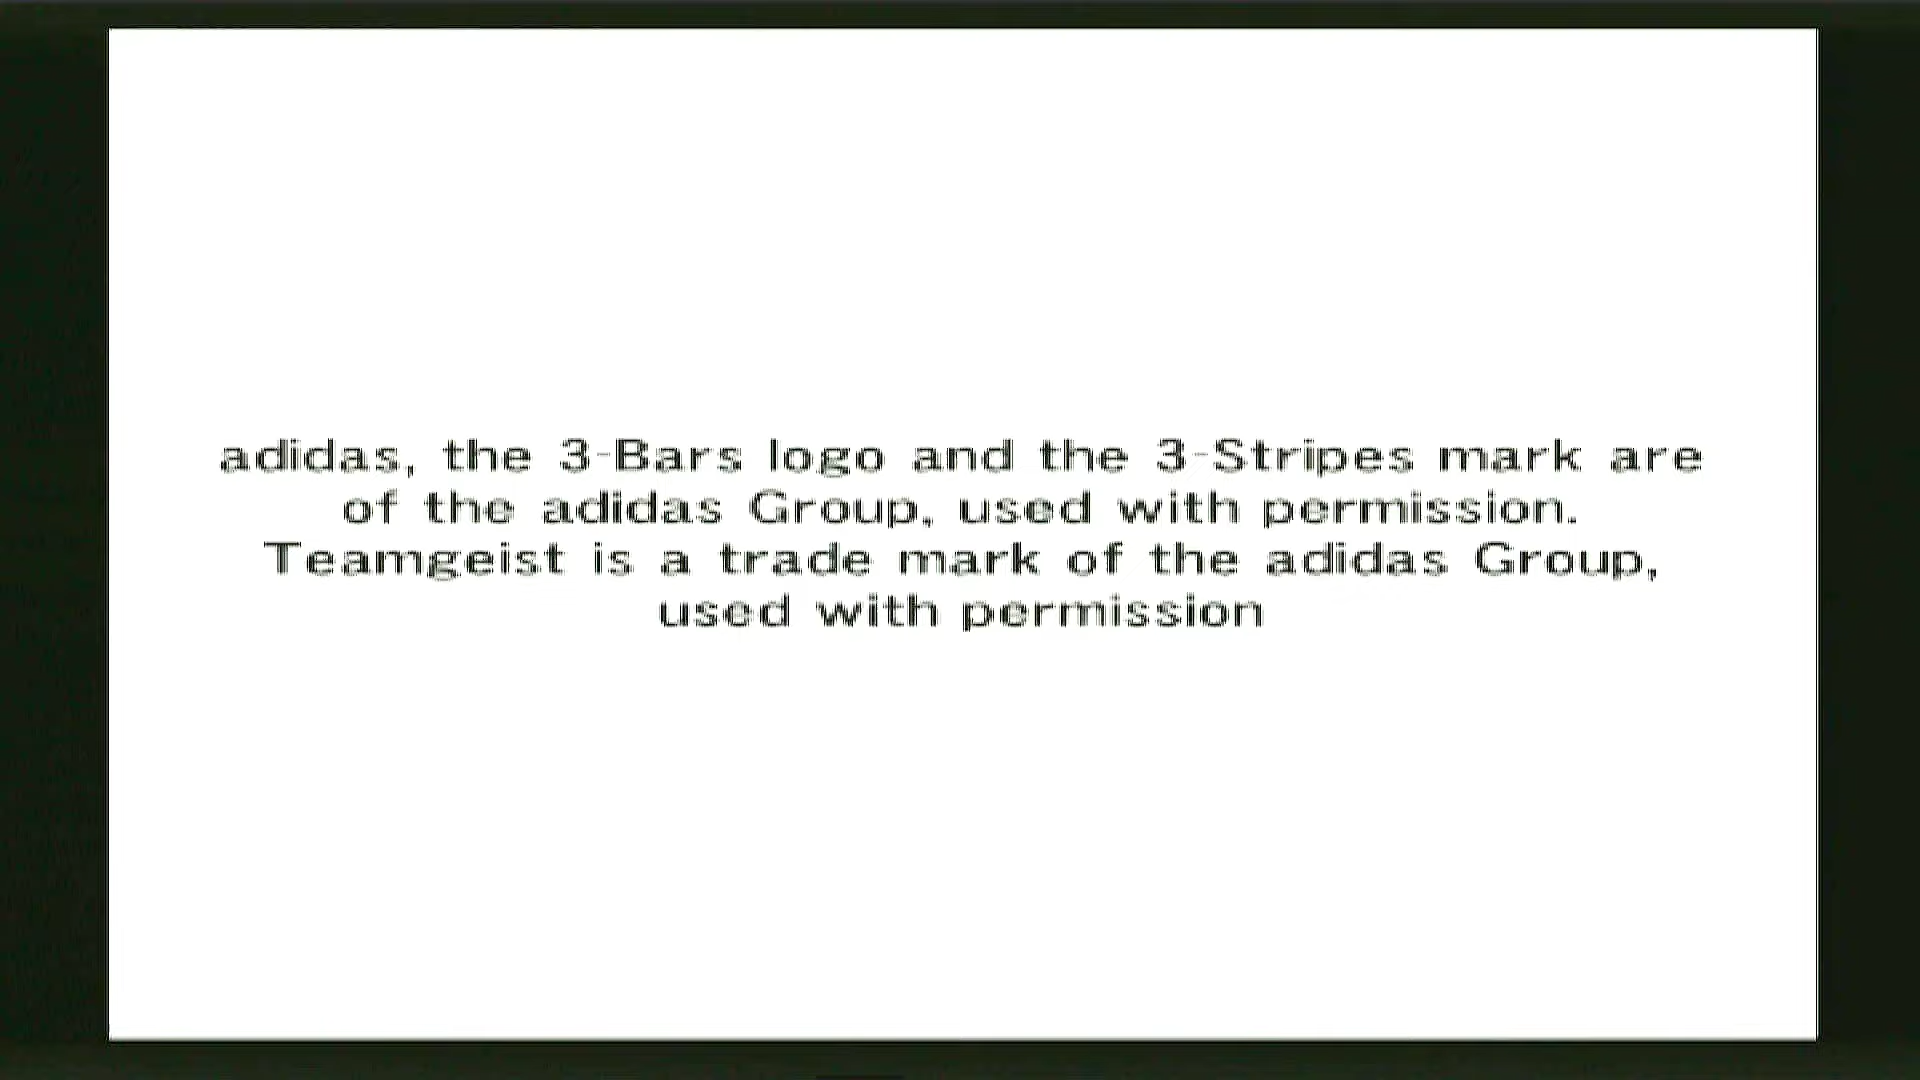 adidas, the 3-Bars logo and the 3-Stripes mark are
of the adidas Group, used with permission.
Teamgeist is a trade mark of the adidas Group,
used with permission